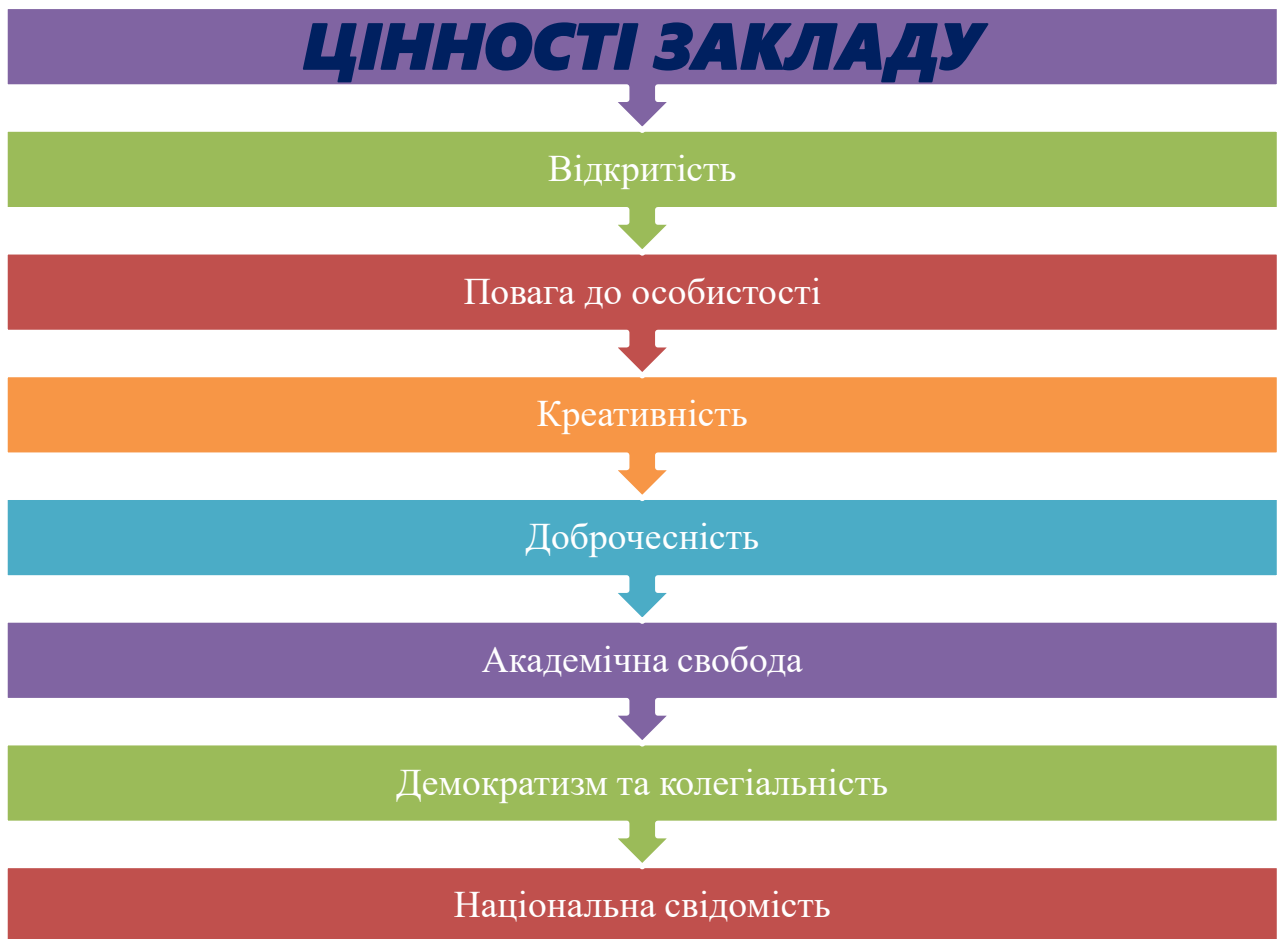 ЦІННОСТІ ЗАКЛАДУ
Відкритість
Повага до особистості
Креативність
Доброчесність
Академічна свобода
Демократизм та колегіальність
Національна свідомість